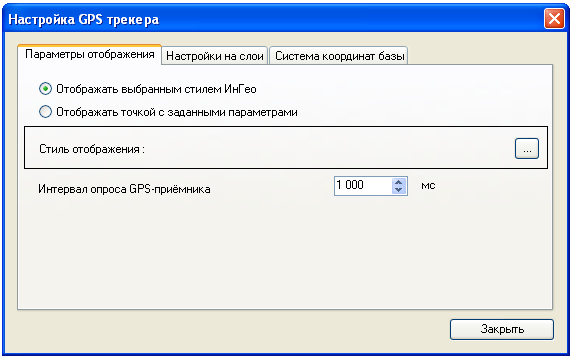 Настройка GPS трекера
Параметры отображения Настройки на слои Система координат базы
Отображать выбранным стилем ИнГео
Отображать точкой с заданными параметрами
Стиль отображения : ...
Интервал опроса GPS-приёмника 1 000 мс
Закрыть